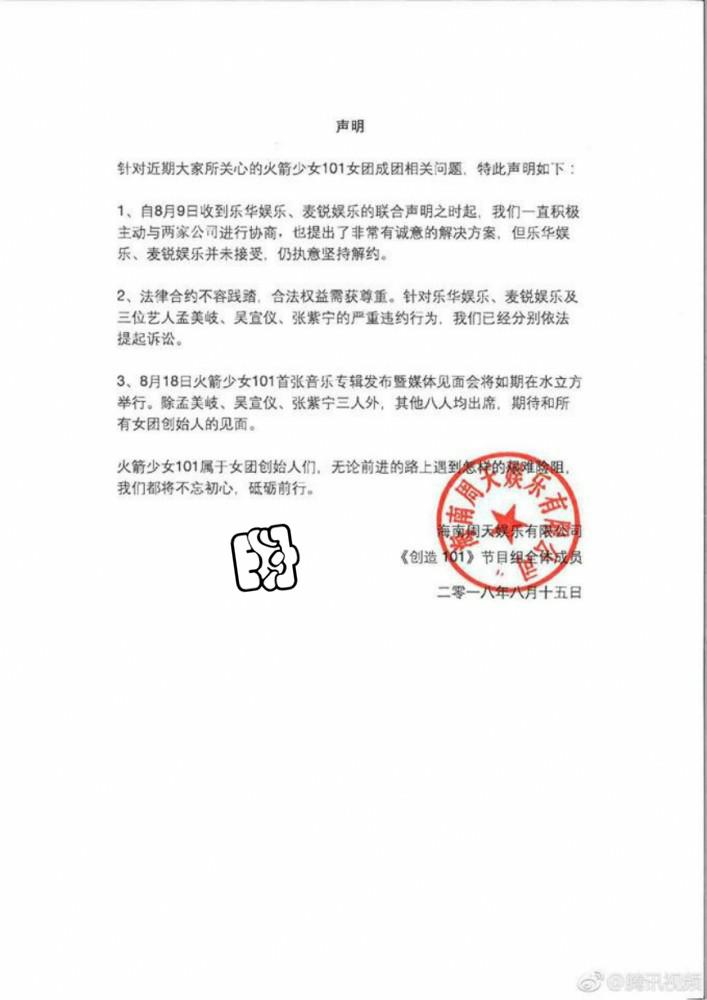 声明
针对近期大家所关心的火箭少女101女团成团相关问题，特此声明如下：
1、自8月9日收到乐华娱乐、麦锐娱乐的联合声明之时起，我们一直积极
主动与两家公司进行协商，也提出了非常有诚意的解决方案，但乐华娱
乐、麦锐娱乐并未接受，仍执意坚持解约。
2、法律合约不容践踏，合法权益需获尊重。针对乐华娱乐、麦锐娱乐及
三位艺人孟美岐、吴宣仪、张紫宁的严重违约行为，我们已经分别依法
提起诉讼。
3、8月18日火箭少女101首张音乐专辑发布暨媒体见面会将如期在水立方
举行。除孟美岐、吴宣仪、张紫宁三人外，其他八人均出席，期待和所
有女团创始人的见面。
火箭少女101属于女团创始人们，无论前进的路上遇到怎样的艰难险阻，
我们都将不忘初心，砥砺前行。
海南周天娱乐有限公司
海南周天娱乐有限公司
《创造101》节目组全体成员
二零一八年八月十五日
@腾讯视频